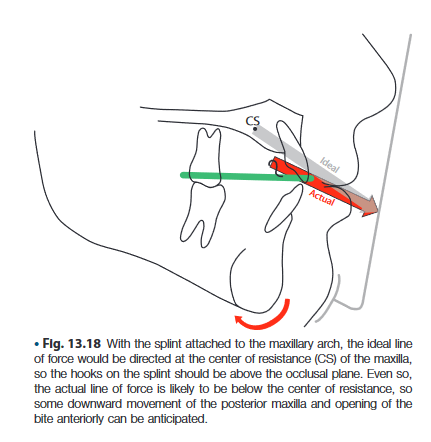 CS
Ideal
Actual
• Fig. 13.18 With the splint attached to the maxillary arch, the ideal line
of force would be directed at the center of resistance (CS) of the maxilla,
so the hooks on the splint should be above the occlusal plane. Even so,
the actual line of force is likely to be below the center of resistance, so
some downward movement of the posterior maxilla and opening of the
bite anteriorly can be anticipated.